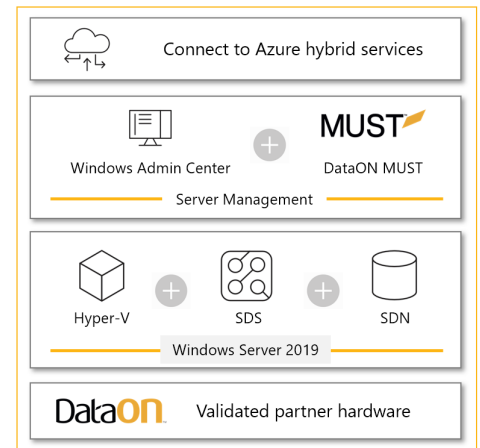 Connect to Azure hybrid services
MUST
Windows Admin Center
DataON MUST
Server Management
Hyper-V
SDS
SDN
Windows Server 2019
DataON
Validated partner hardware